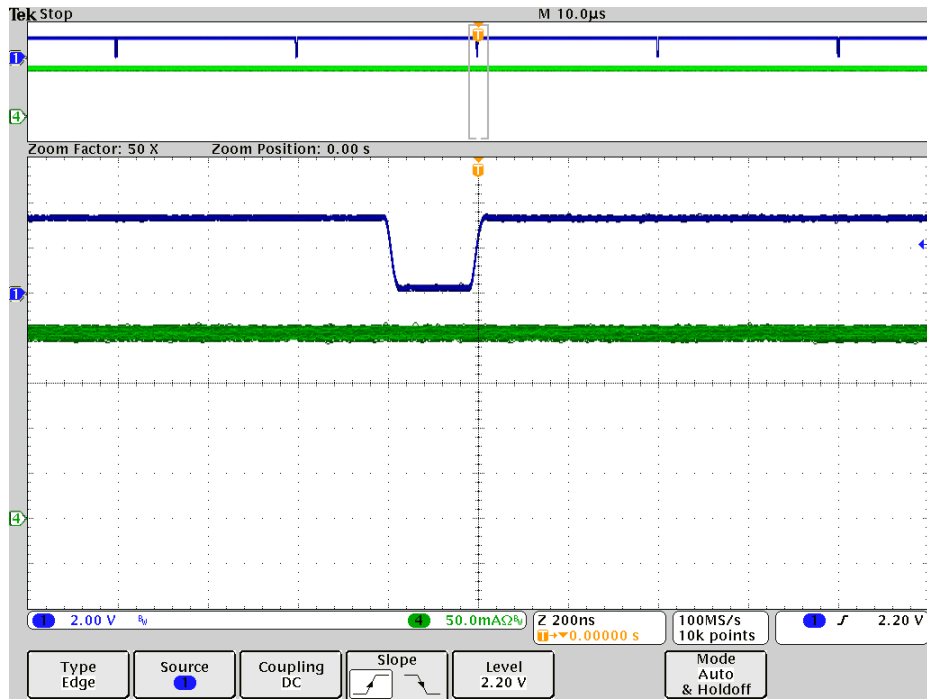 Tek Stop M 10.0µs
T
1
4
Zoom Factor: 50 X Zoom Position: 0.00 s
T
1
4
1 2.00 V BW 4 50.0mAΩBW Z 200ns 100MS/s 1 2.20 V
T→▼0.00000 s 10k points
Type Source Coupling Slope Level Mode
Edge 1 DC 2.20 V Auto
& Holdoff